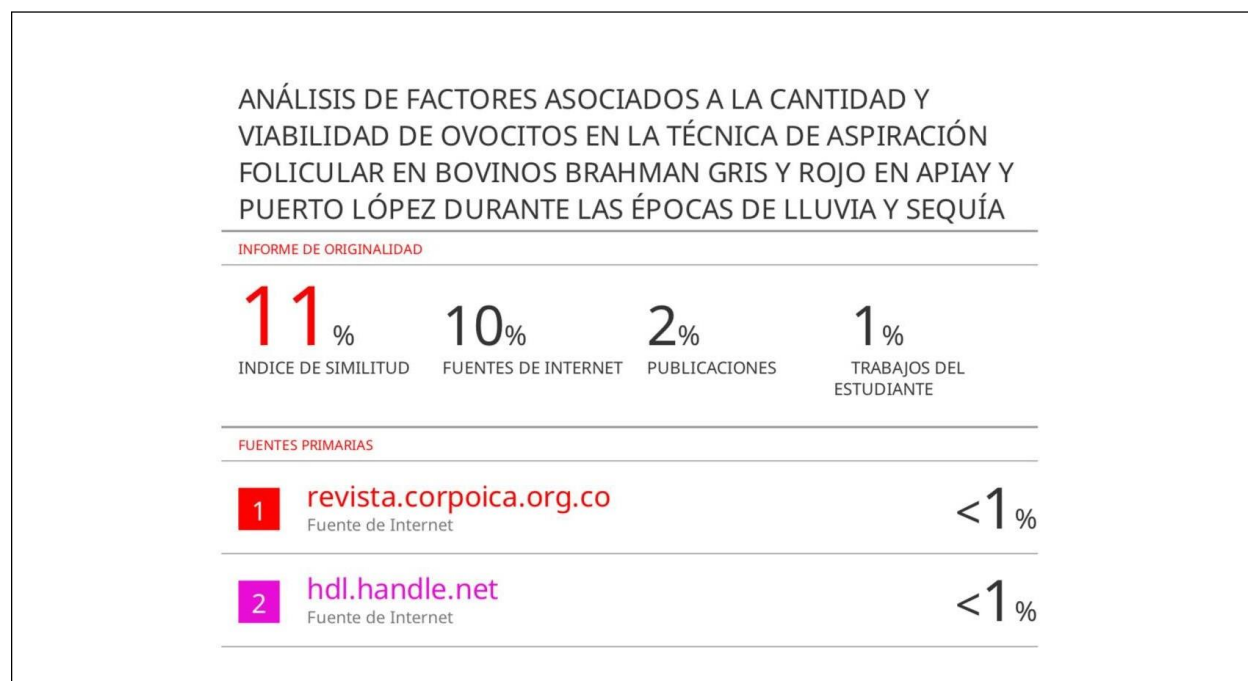 ANÁLISIS DE FACTORES ASOCIADOS A LA CANTIDAD Y
VIABILIDAD DE OVOCITOS EN LA TÉCNICA DE ASPIRACIÓN
FOLICULAR EN BOVINOS BRAHMAN GRIS Y ROJO EN APIAY Y
PUERTO LÓPEZ DURANTE LAS ÉPOCAS DE LLUVIA Y SEQUÍA
INFORME DE ORIGINALIDAD
11% 10% 2% 1%
INDICE DE SIMILITUD FUENTES DE INTERNET PUBLICACIONES TRABAJOS DEL
ESTUDIANTE
FUENTES PRIMARIAS
1 revista.corpoica.org.co <1%
Fuente de Internet
2 hdl.handle.net <1%
Fuente de Internet